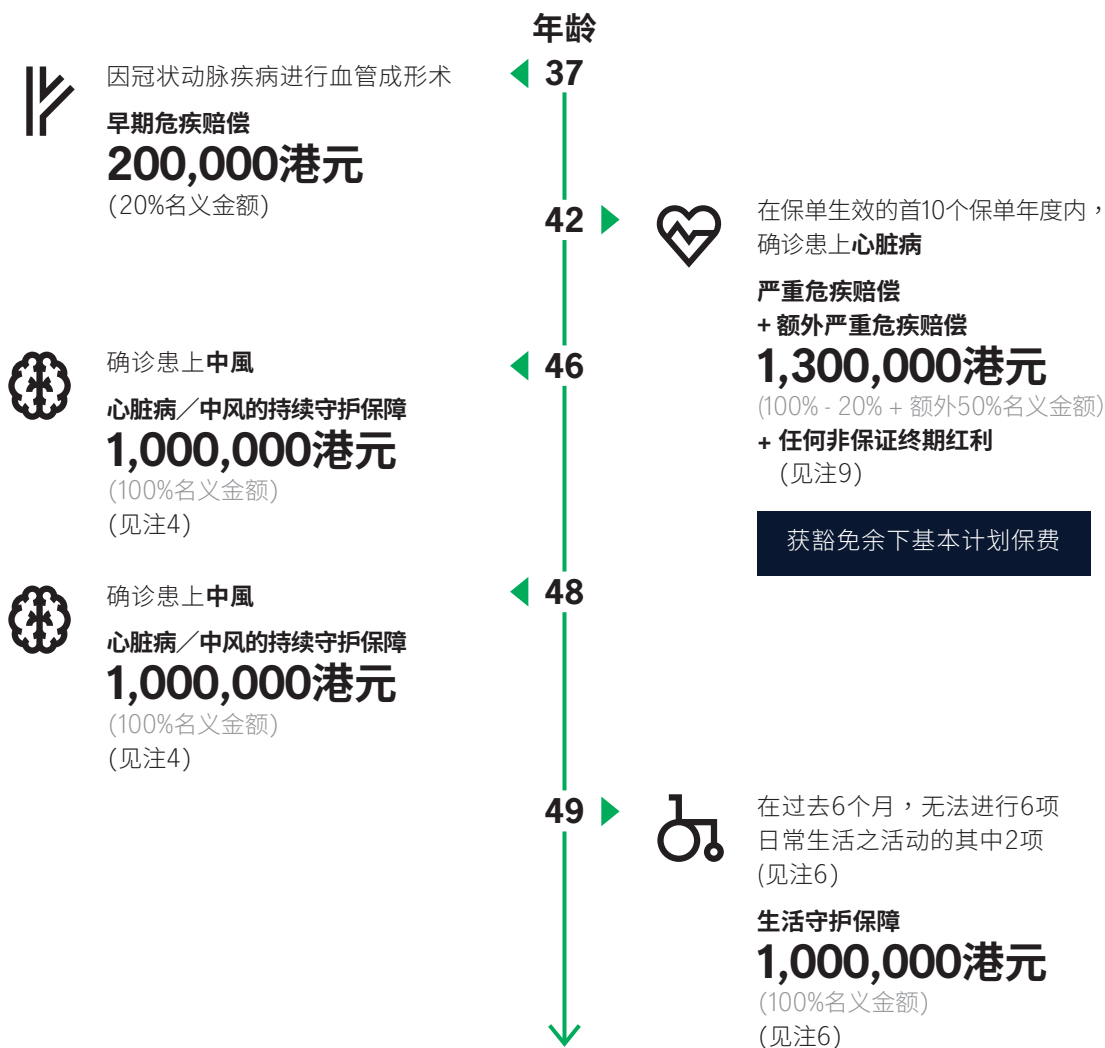 年龄
37
因冠状动脉疾病进行血管成形术
早期危疾赔偿
200,000港元
(20%名义金额)
42
在保单生效的首10个保单年度内，
确诊患上心脏病
严重危疾赔偿
+ 额外严重危疾赔偿
1,300,000港元
(100% - 20% + 额外50%名义金额)
+ 任何非保证终期红利
(见注9)
获豁免余下基本计划保费
46
确诊患上中風
心脏病／中风的持续守护保障
1,000,000港元
(100%名义金额)
(见注4)
48
确诊患上中風
心脏病／中风的持续守护保障
1,000,000港元
(100%名义金额)
(见注4)
49
在过去6个月，无法进行6项
日常生活之活动的其中2项
(见注6)
生活守护保障
1,000,000港元
(100%名义金额)
(见注6)